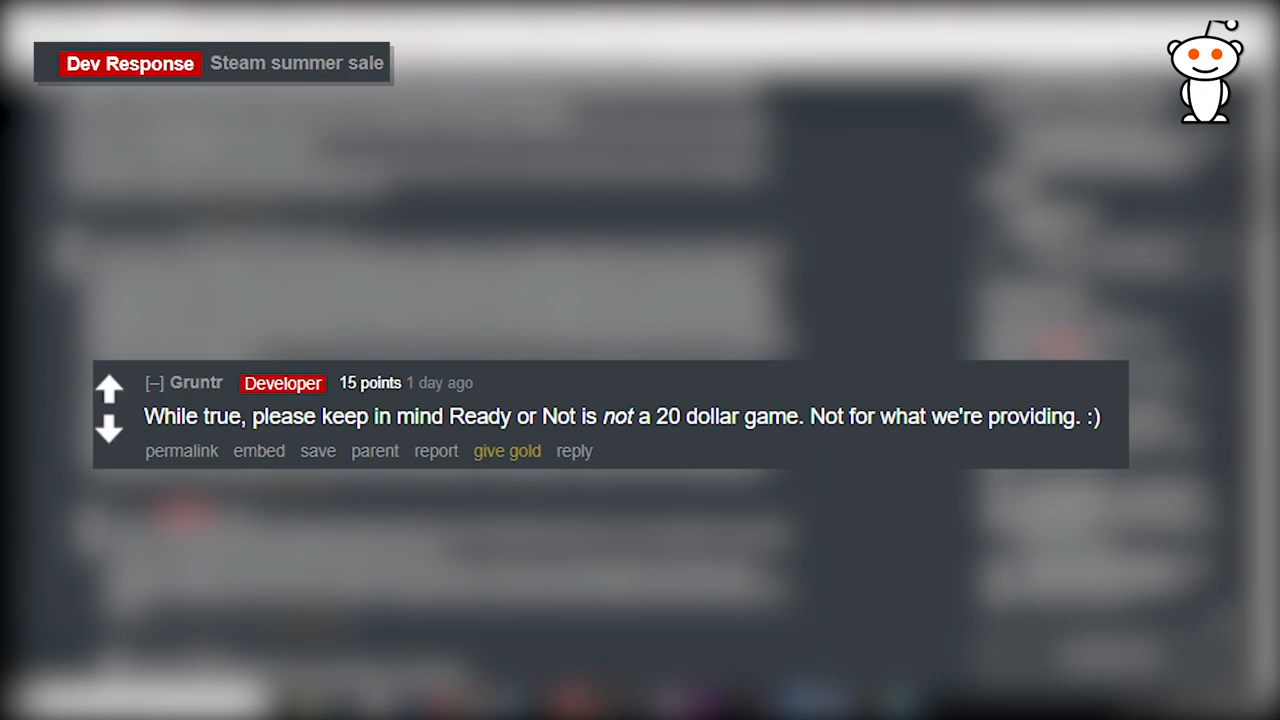 Dev Response Steam summer sale
[–] Gruntr Developer 15 points 1 day ago
While true, please keep in mind Ready or Not is not a 20 dollar game. Not for what we're providing. :)
permalink embed save parent report give gold reply